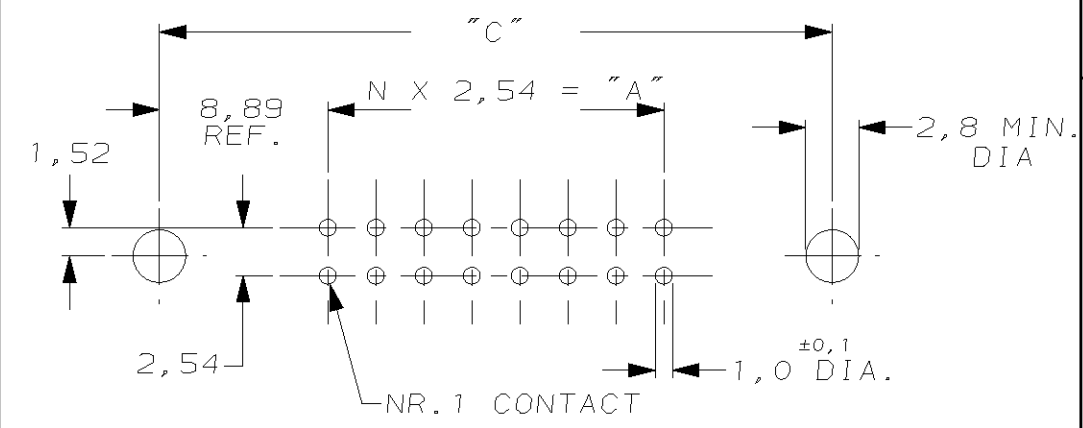 "C"
N X 2,54 = "A"
8,89
REF.
2,8 MIN.
DIA
1,52
2,54
±0,1
1,0 DIA.
NR.1 CONTACT